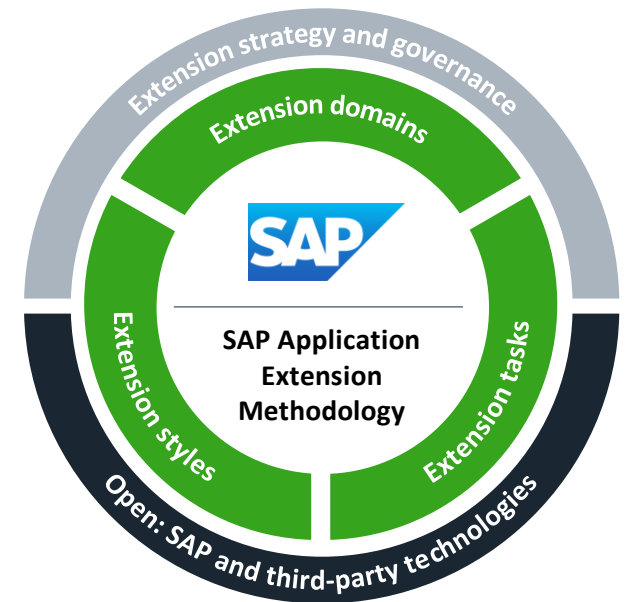 Extension strategy and governance
Extension domains
SAP
SAP Application
Extension
Methodology
Extension styles
Extension tasks
Open: SAP and third-party technologies